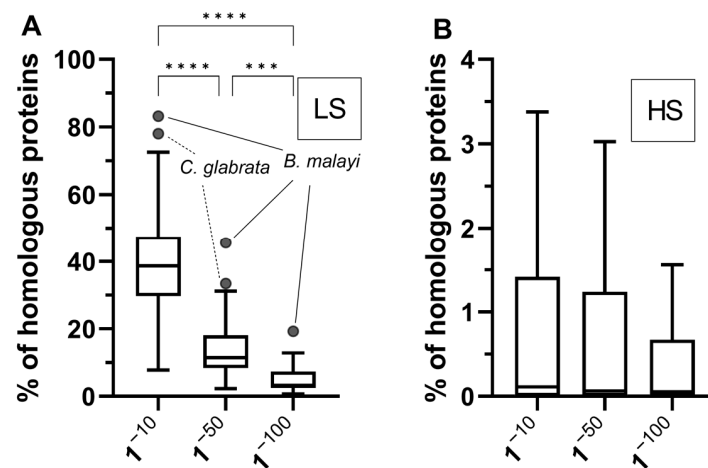 A
B
****
****
***
% of homologous proteins
100
80
60
40
20
0
LS
C. glabrata
B. malayi
1⁻¹⁰
1⁻⁵⁰
1⁻¹⁰⁰
% of homologous proteins
4
3
2
1
0
HS
1⁻¹⁰
1⁻⁵⁰
1⁻¹⁰⁰